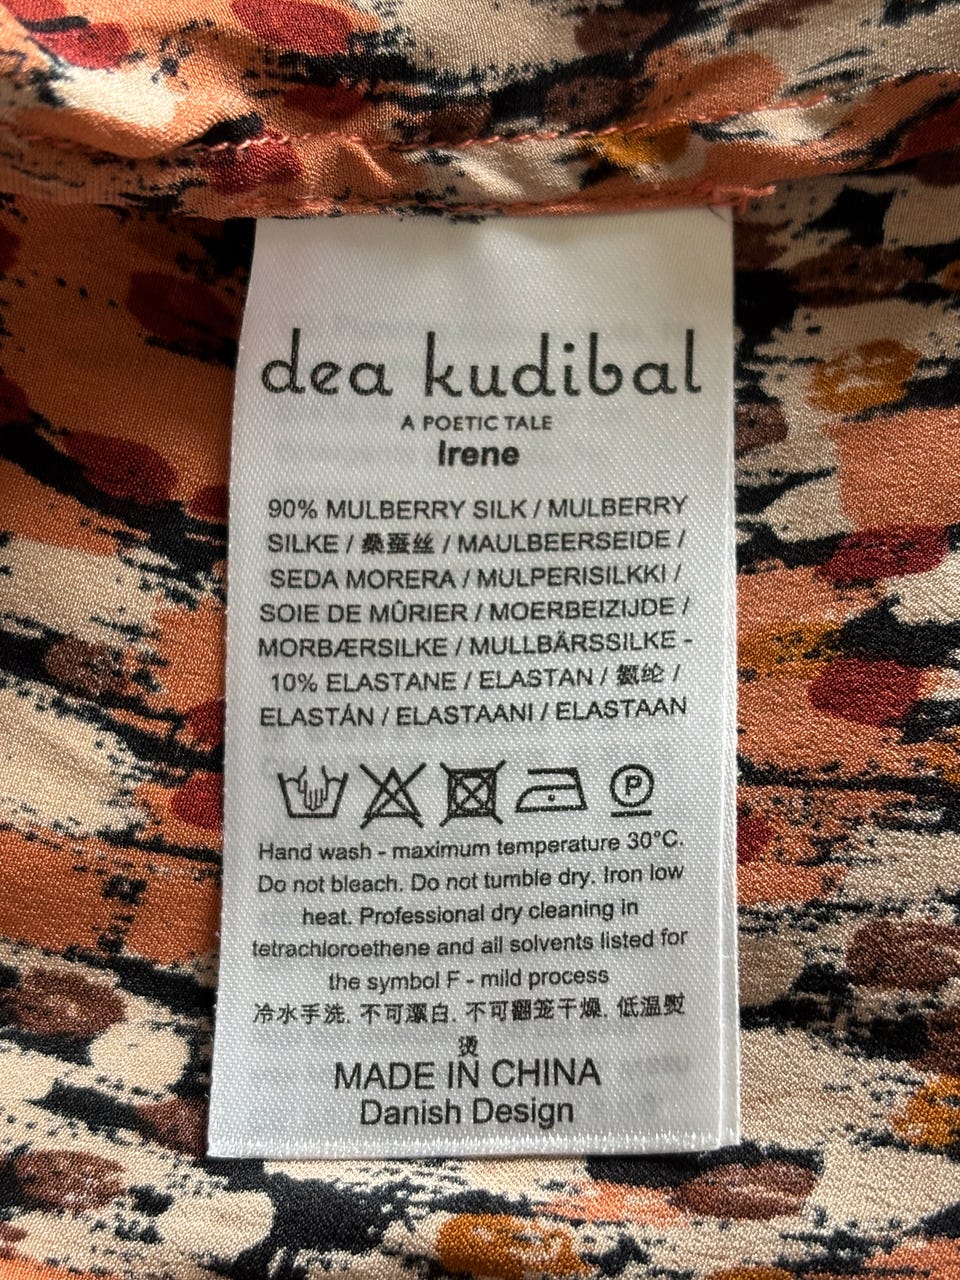 dea kudibal
A POETIC TALE
Irene
90% MULBERRY SILK / MULBERRY
SILKE / 桑蚕丝 / MAULBEERSEIDE /
SEDA MORERA / MULPERISILKKI /
SOIE DE MÛRIER / MOERBEIZIJDE /
MORBÆRSILKE / MULLBÄRSSILKE -
10% ELASTANE / ELASTAN / 氨纶 /
ELASTÁN / ELASTAANI / ELASTAAN
P
Hand wash - maximum temperature 30°C.
Do not bleach. Do not tumble dry. Iron low
heat. Professional dry cleaning in
tetrachloroethene and all solvents listed for
the symbol F - mild process
冷水手洗. 不可漂白. 不可翻笼干燥. 低温熨
烫
MADE IN CHINA
Danish Design